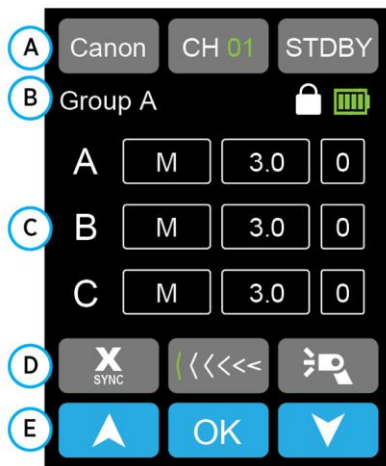 A Canon CH 01 STDBY
B Group A
A M 3.0 0
C B M 3.0 0
C M 3.0 0
D X SYNC
E OK